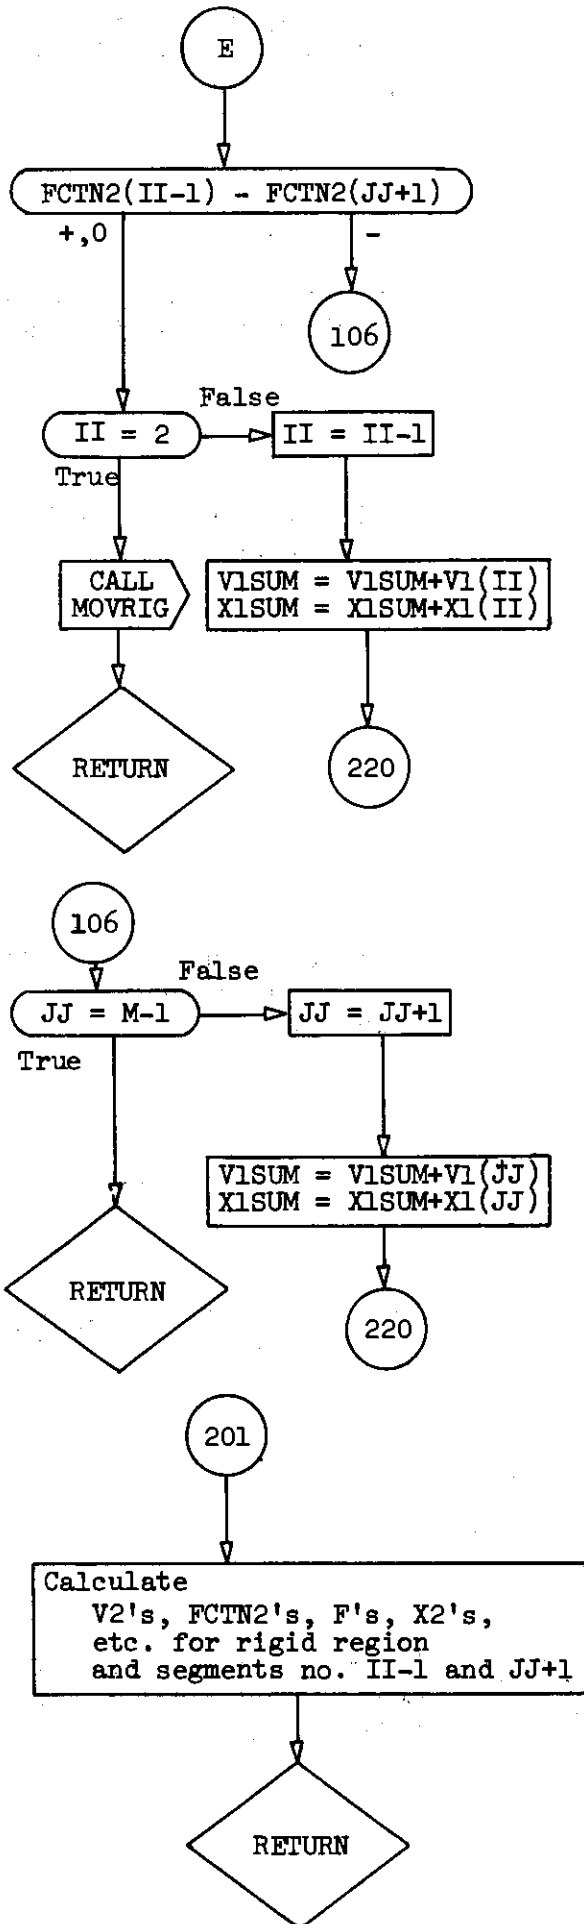 E
FCTN2(II-1) - FCTN2(JJ+1)
+,0
-
106
False
II = 2
II = II-1
True
CALL
MOVRIG
V1SUM = V1SUM+V1(II)
X1SUM = X1SUM+X1(II)
RETURN
220
106
False
JJ = M-1
JJ = JJ+1
True
V1SUM = V1SUM+V1(JJ)
X1SUM = X1SUM+X1(JJ)
RETURN
220
201
Calculate
V2's, FCTN2's, F's, X2's,
etc. for rigid region
and segments no. II-1 and JJ+1
RETURN